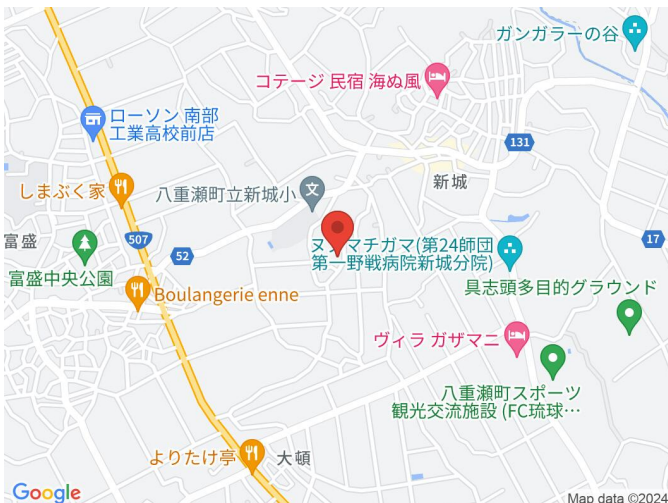 ガンガラーの谷
コテージ 民宿 海ぬ風
ローソン 南部
工業高校前店
131
新城
しまぶく家
八重瀬町立新城小
富盛
507
52
17
ヌヌマチガマ(第24師団
第一野戦病院新城分院)
富盛中央公園
具志頭多目的グラウンド
Boulangerie enne
ヴィラ ガザマニ
八重瀬町スポーツ
観光交流施設 (FC琉球…
よりたけ亭
大頓
Google
Map data ©2024